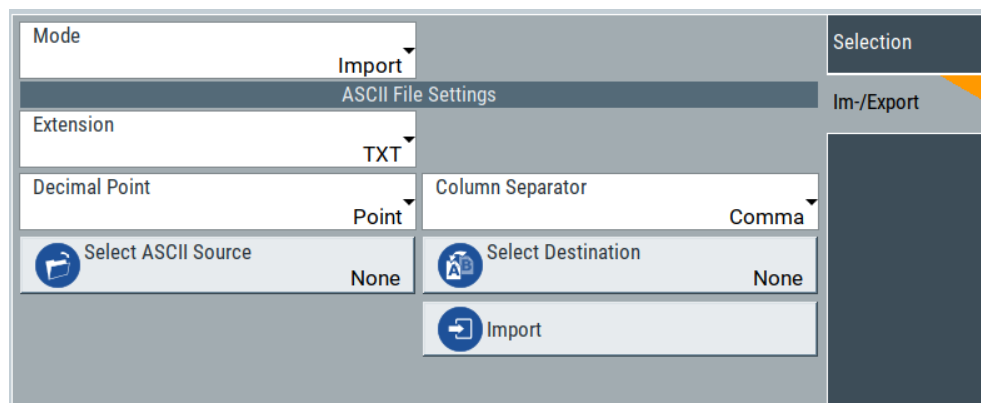 Mode
Import
Selection
ASCII File Settings
Im-/Export
Extension
TXT
Decimal Point
Point
Column Separator
Comma
Select ASCII Source
None
Select Destination
None
Import